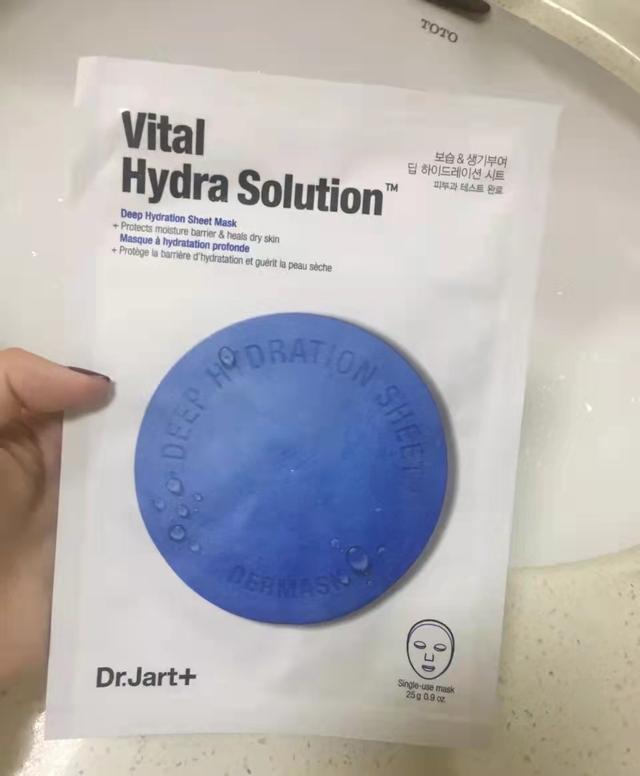 TOTO
Vital
Hydra Solution™
보습 & 생기부여
딥 하이드레이션 시트
피부과 테스트 완료
Deep Hydration Sheet Mask
+ Protects moisture barrier & heals dry skin
Masque à hydratation profonde
+ Protège la barrière d'hydratation et guérit la peau sèche
DEEP HYDRATION SHEET
DERMASK
Dr.Jart+
Single-use mask
25g 0.9 oz